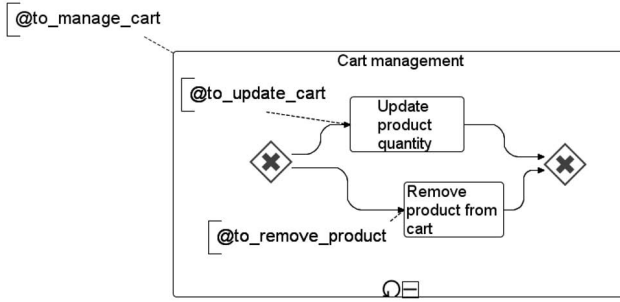 @to_manage_cart
Cart management
@to_update_cart
Update
product
quantity
Remove
product from
cart
@to_remove_product